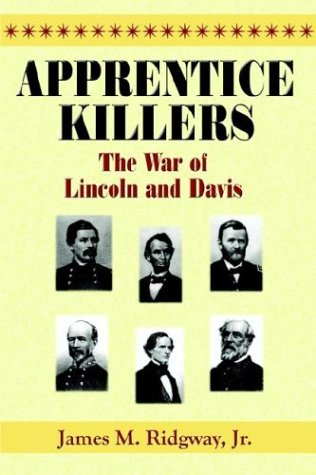 APPRENTICE
KILLERS
The War of
Lincoln and Davis
James M. Ridgway, Jr.